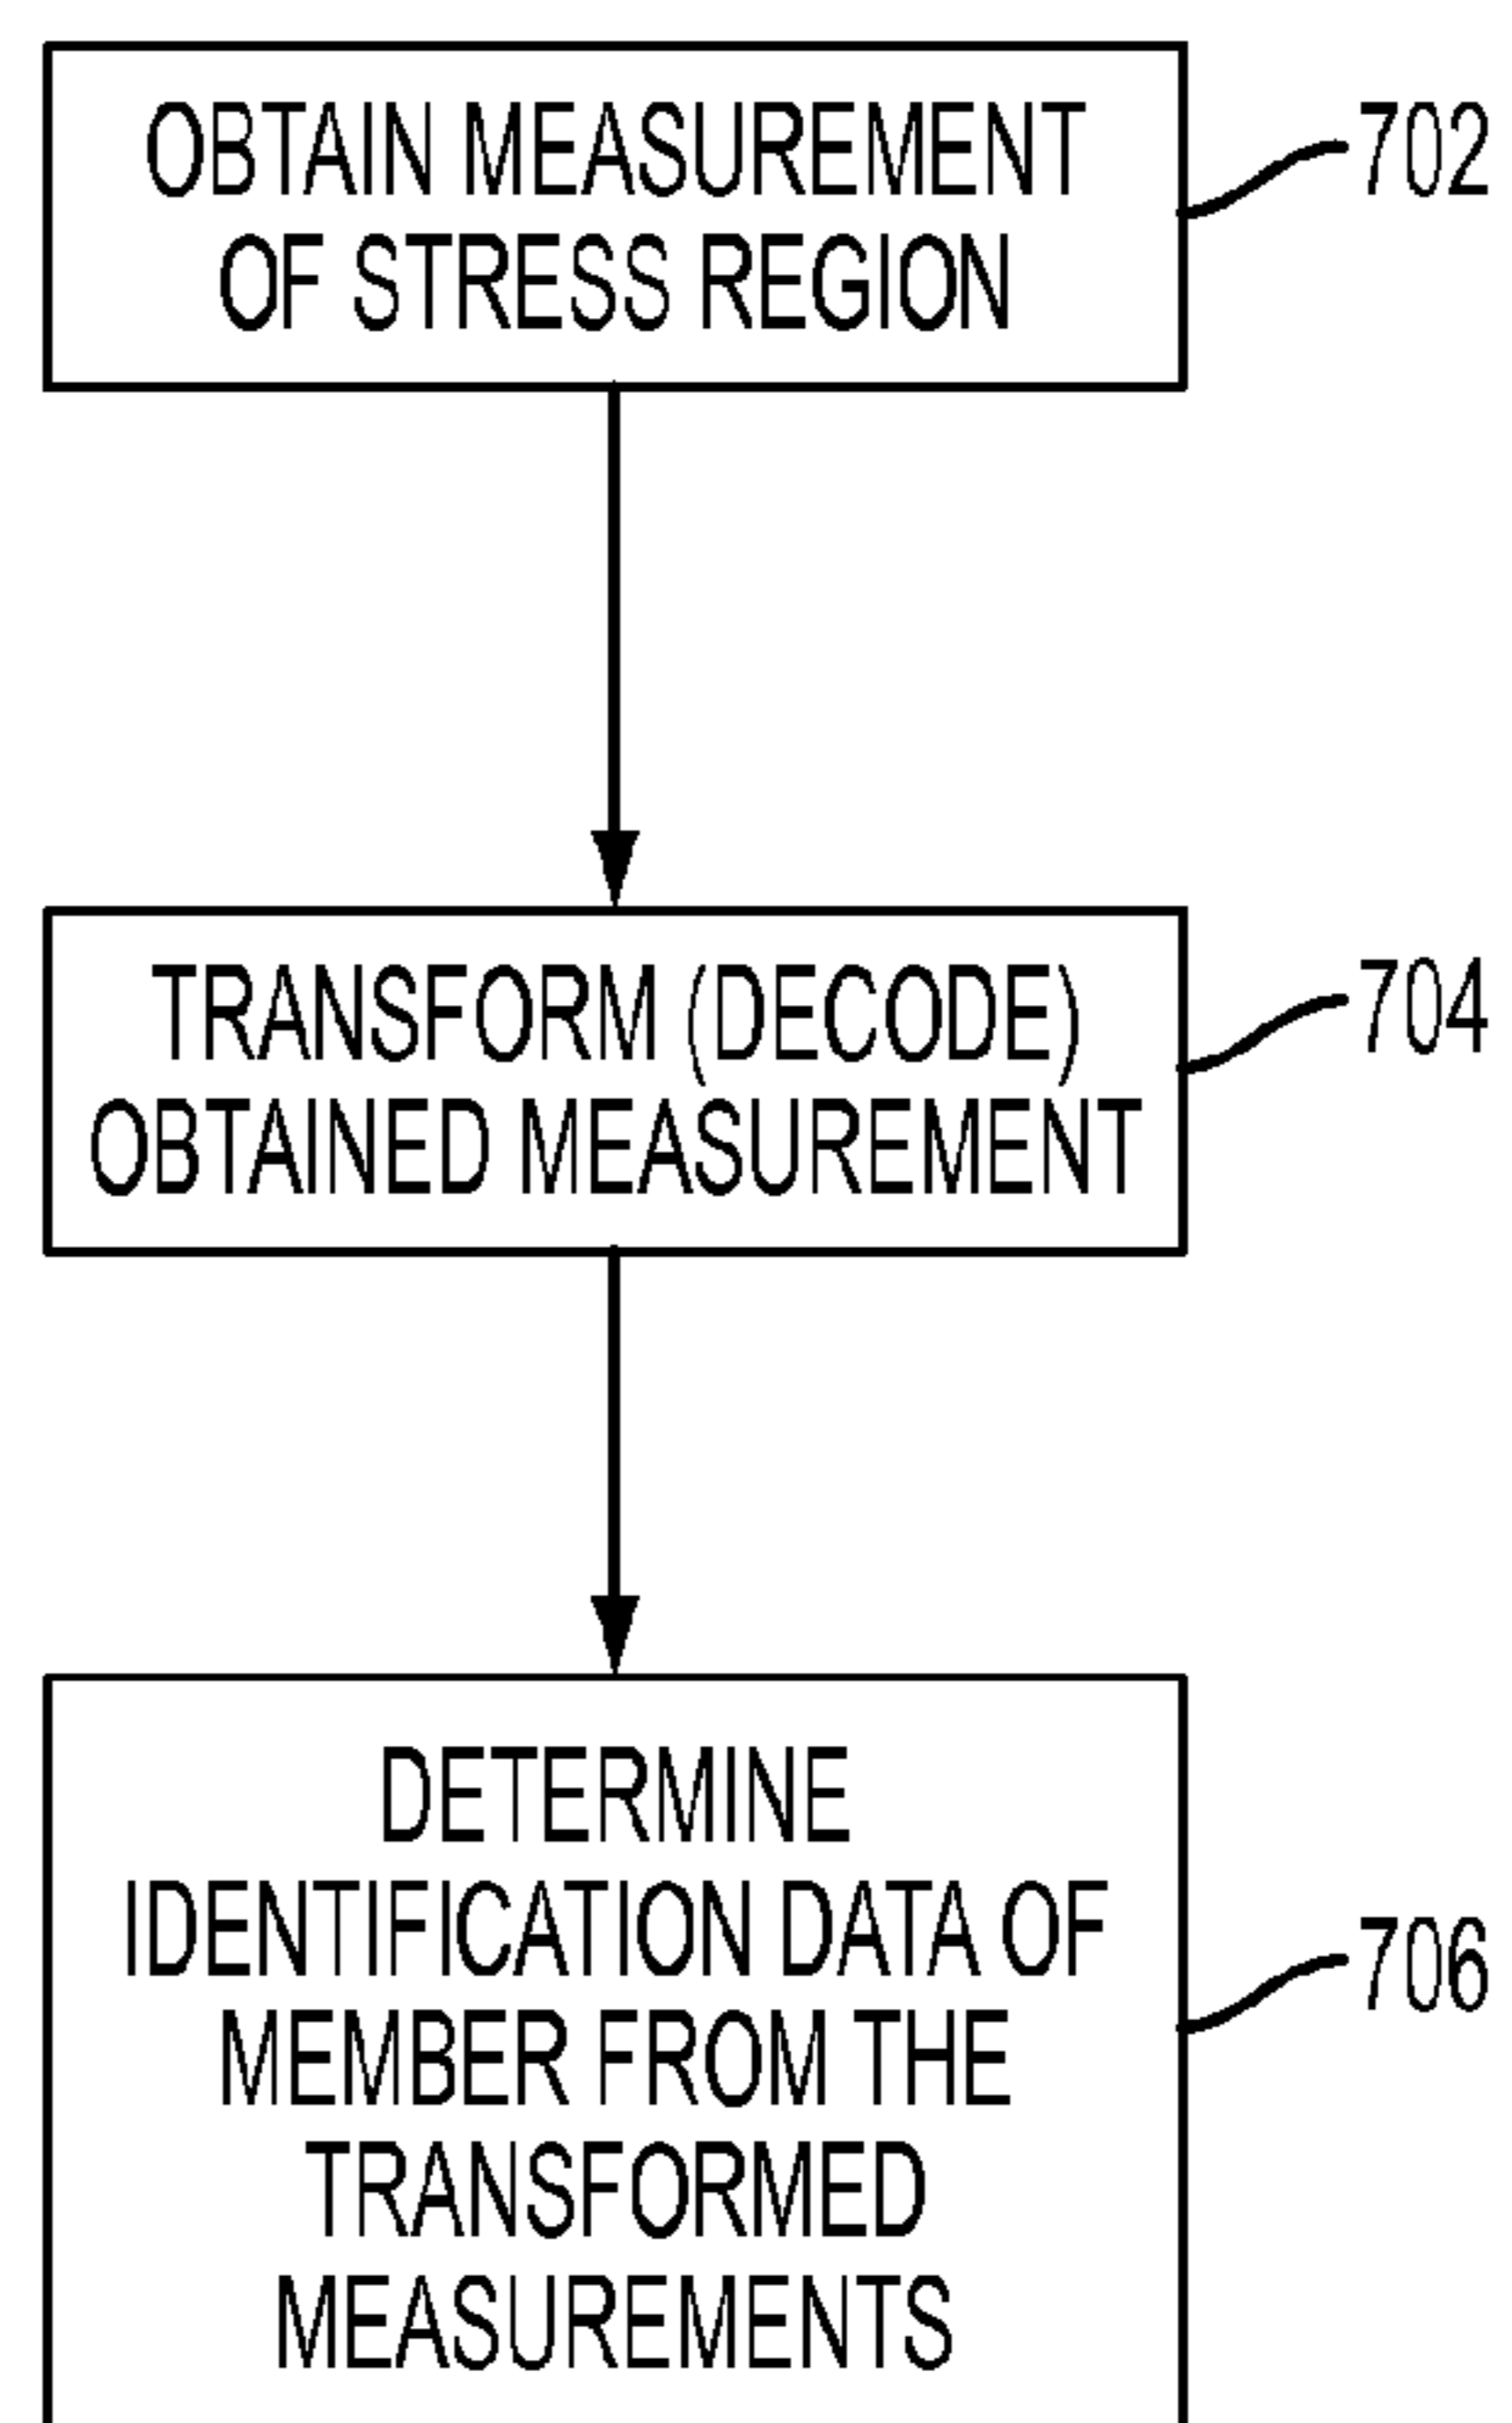 OBTAIN MEASUREMENT
OF STRESS REGION
702
TRANSFORM (DECODE)
OBTAINED MEASUREMENT
704
DETERMINE
IDENTIFICATION DATA OF
MEMBER FROM THE
TRANSFORMED
MEASUREMENTS
706